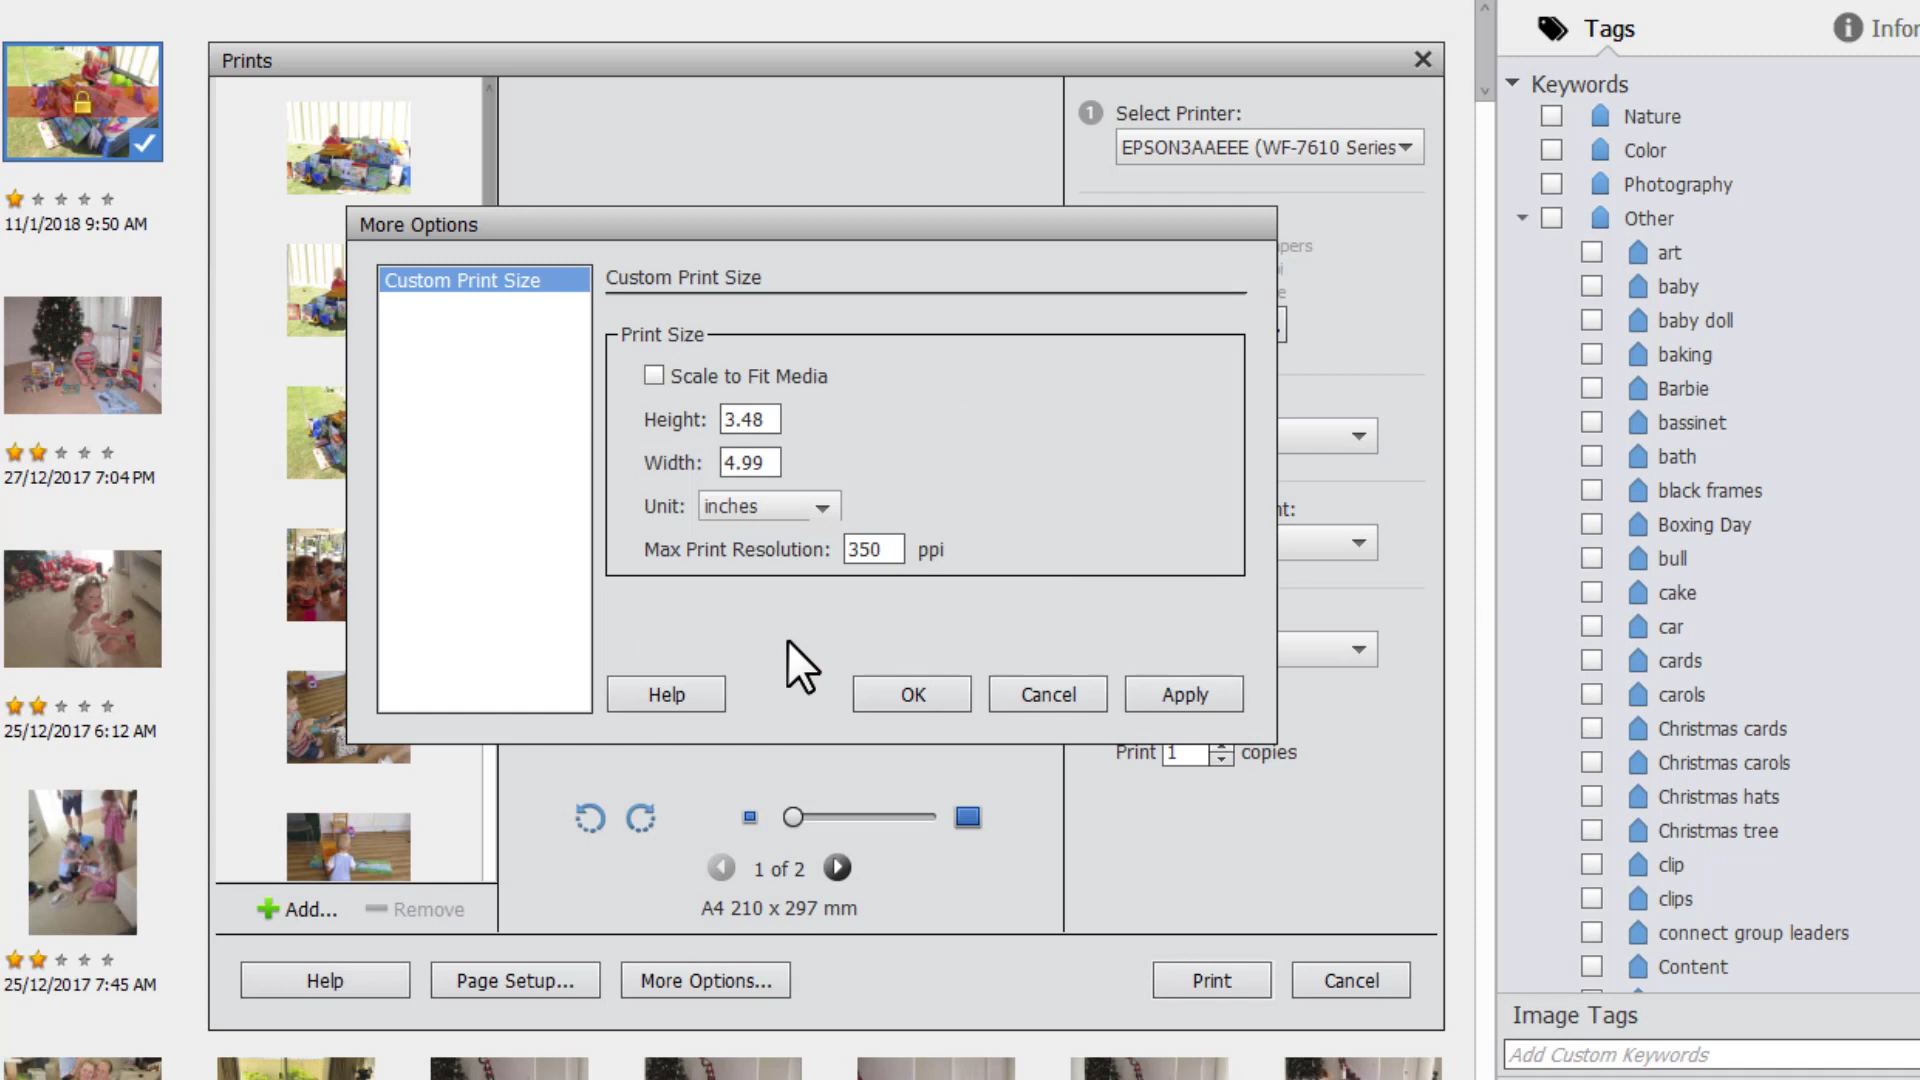 Tags
Infor
Prints
1 Select Printer:
EPSON3AAEEE (WF-7610 Series
Keywords
Nature
Color
Photography
Other
art
baby
baby doll
baking
Barbie
bassinet
bath
black frames
Boxing Day
bull
cake
car
cards
carols
Christmas cards
Christmas carols
Christmas hats
Christmas tree
clip
clips
connect group leaders
Content
Image Tags
Add Custom Keywords
11/1/2018 9:50 AM
27/12/2017 7:04 PM
25/12/2017 6:12 AM
25/12/2017 7:45 AM
More Options
Custom Print Size
Custom Print Size
Print Size
Scale to Fit Media
Height: 3.48
Width: 4.99
Unit: inches
Max Print Resolution: 350 ppi
Help
OK
Cancel
Apply
pers
nt:
Print 1 copies
1 of 2
A4 210 x 297 mm
Add...
Remove
Help
Page Setup...
More Options...
Print
Cancel